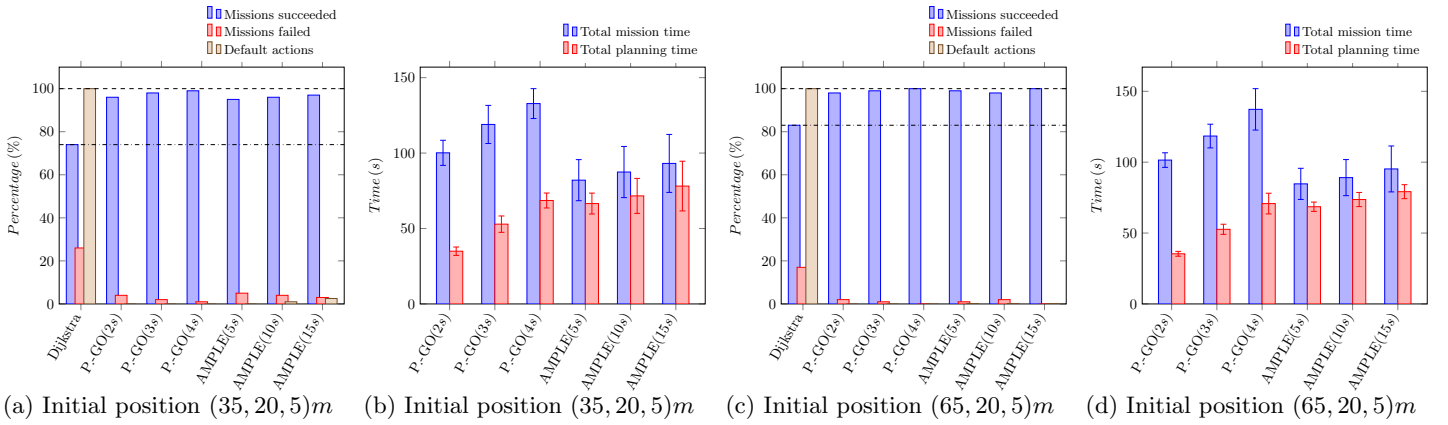 Missions succeeded
Missions failed
Default actions
Percentage (%)
100
80
60
40
20
0
Dijkstra
P.-GO(2s)
P.-GO(3s)
P.-GO(4s)
AMPLE(5s)
AMPLE(10s)
AMPLE(15s)
(a) Initial position (35, 20, 5)m
Total mission time
Total planning time
Time (s)
150
100
50
0
P.-GO(2s)
P.-GO(3s)
P.-GO(4s)
AMPLE(5s)
AMPLE(10s)
AMPLE(15s)
(b) Initial position (35, 20, 5)m
Missions succeeded
Missions failed
Default actions
Percentage (%)
100
80
60
40
20
0
Dijkstra
P.-GO(2s)
P.-GO(3s)
P.-GO(4s)
AMPLE(5s)
AMPLE(10s)
AMPLE(15s)
(c) Initial position (65, 20, 5)m
Total mission time
Total planning time
Time (s)
150
100
50
0
P.-GO(2s)
P.-GO(3s)
P.-GO(4s)
AMPLE(5s)
AMPLE(10s)
AMPLE(15s)
(d) Initial position (65, 20, 5)m